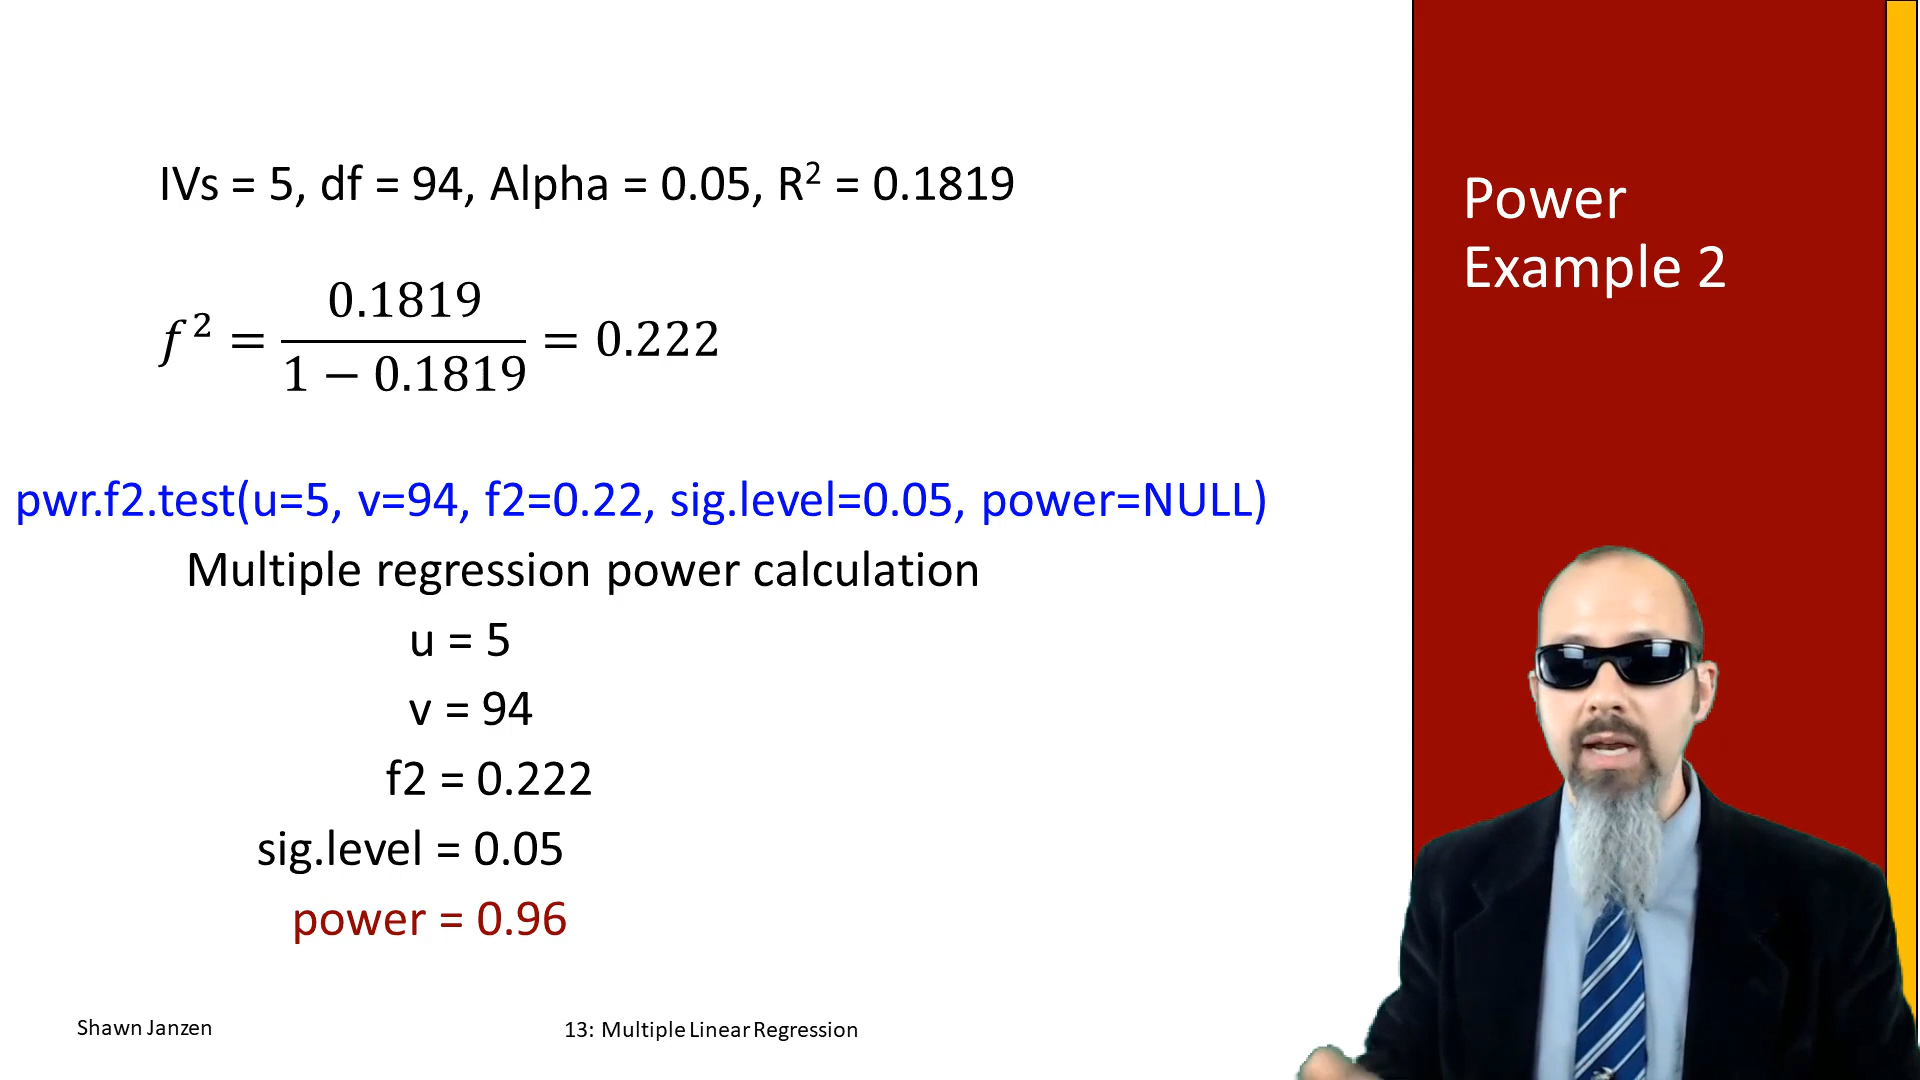 IVs = 5, df = 94, Alpha = 0.05, R² = 0.1819
f² = 0.1819 / (1 − 0.1819) = 0.222
pwr.f2.test(u=5, v=94, f2=0.22, sig.level=0.05, power=NULL)
Multiple regression power calculation
u = 5
v = 94
f2 = 0.222
sig.level = 0.05
power = 0.96
Power
Example 2
Shawn Janzen
13: Multiple Linear Regression